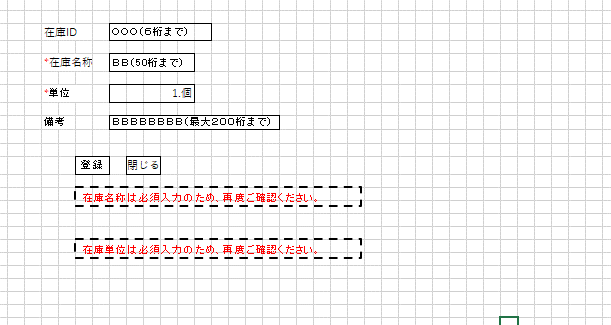 在庫ID　○○○(6桁まで)
*在庫名称　BB(50桁まで)
*単位　1:個
備考　BBBBBBBB(最大200桁まで)
登録　閉じる
在庫名称は必須入力のため、再度ご確認ください。
在庫単位は必須入力のため、再度ご確認ください。